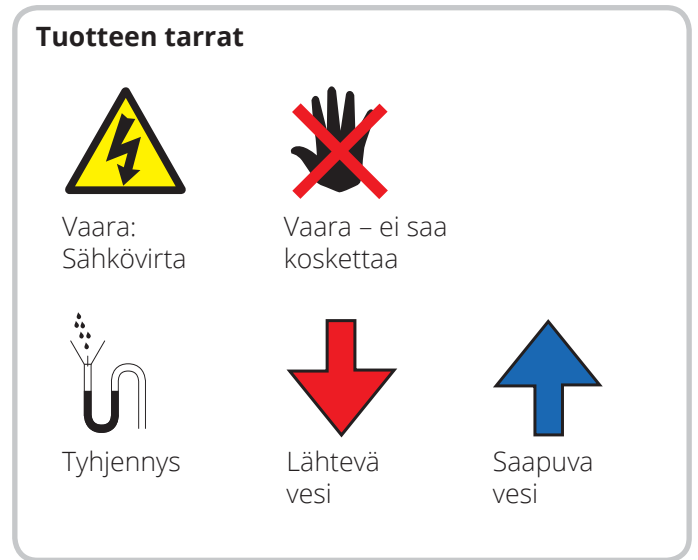 Tuotteen tarrat
Vaara:
Sähkövirta
Vaara – ei saa
koskettaa
Tyhjennys
Lähtevä
vesi
Saapuva
vesi